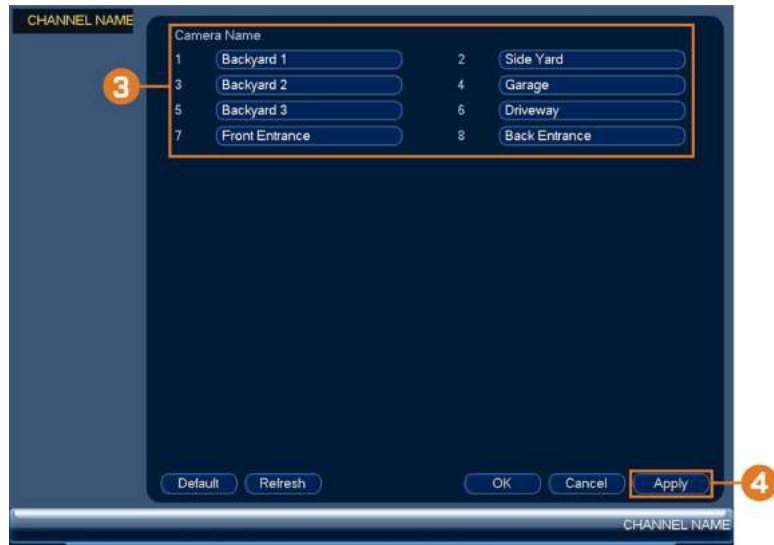 CHANNEL NAME
Camera Name
1 Backyard 1 2 Side Yard
3 Backyard 2 4 Garage
5 Backyard 3 6 Driveway
7 Front Entrance 8 Back Entrance
3
Default Refresh OK Cancel Apply
4
CHANNEL NAME